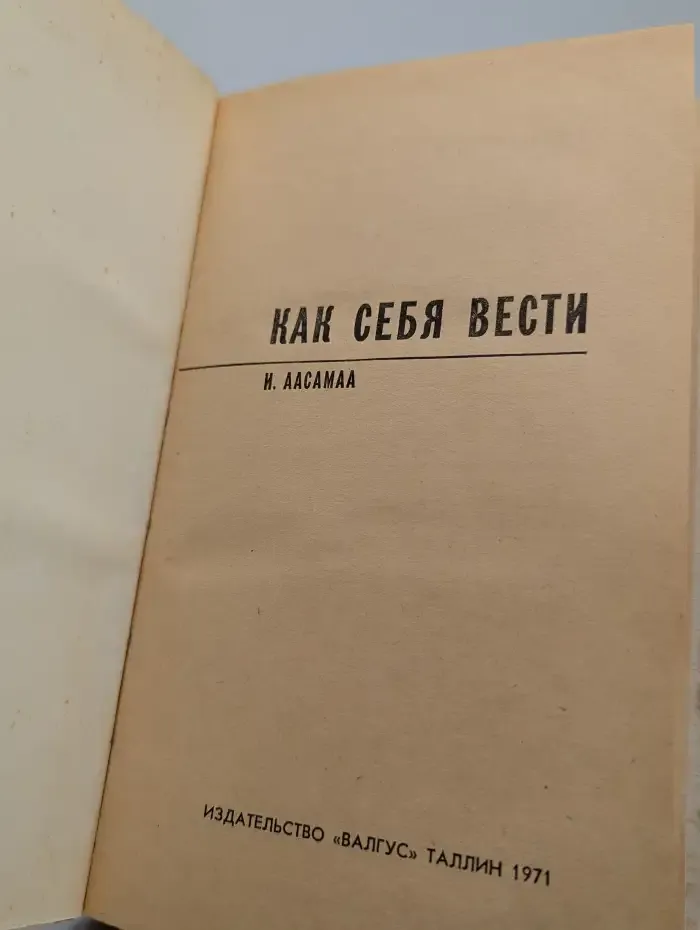 КАК СЕБЯ ВЕСТИ
И. ААСАМАА
ИЗДАТЕЛЬСТВО «ВАЛГУС» ТАЛЛИН 1971